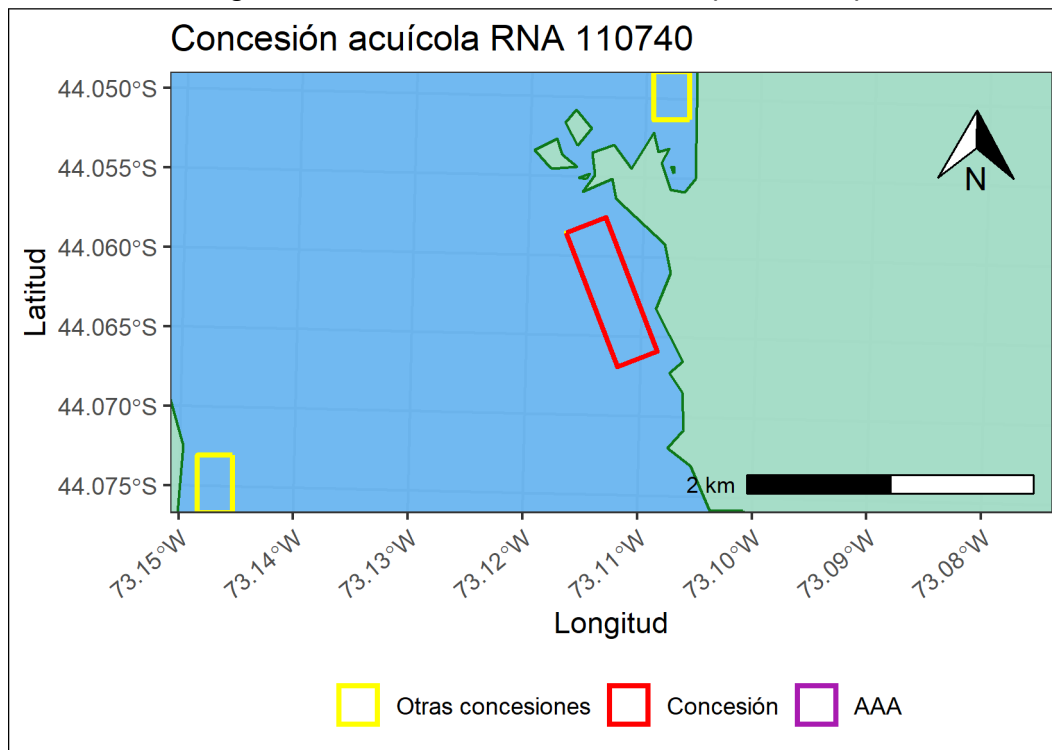 Concesión acuícola RNA 110740
44.050°S
44.055°S
44.060°S
44.065°S
44.070°S
44.075°S
Latitud
N
2 km
73.15°W
73.14°W
73.13°W
73.12°W
73.11°W
73.10°W
73.09°W
73.08°W
Longitud
Otras concesiones
Concesión
AAA